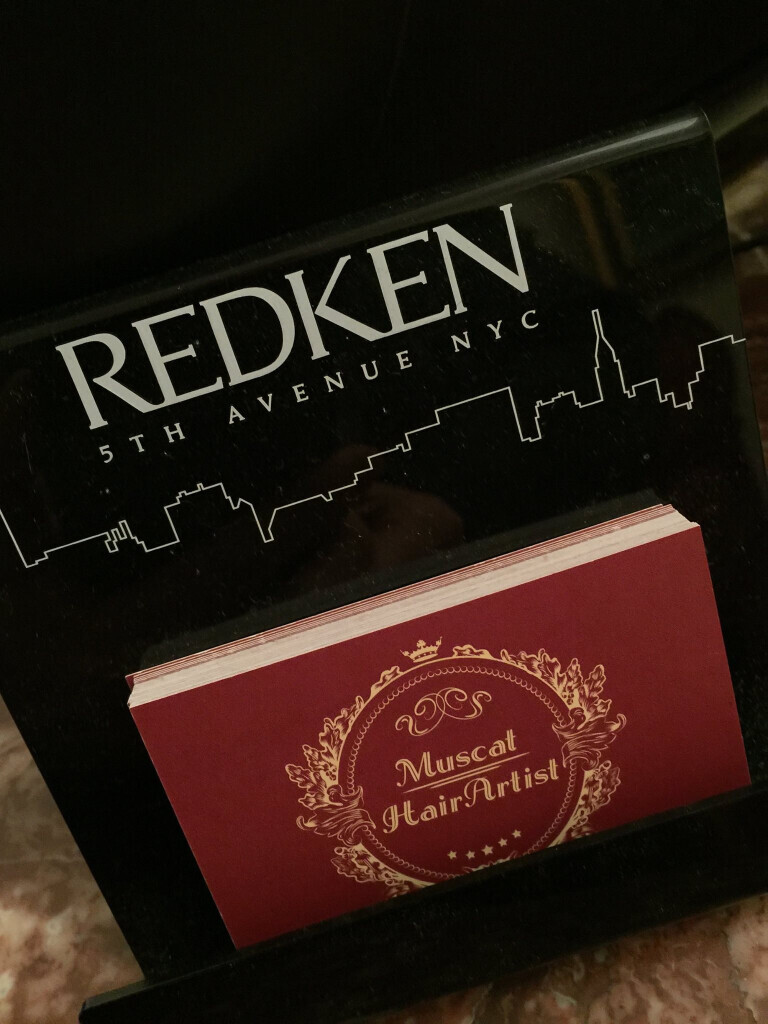 REDKEN
5TH AVENUE NYC
Muscat
HairArtist